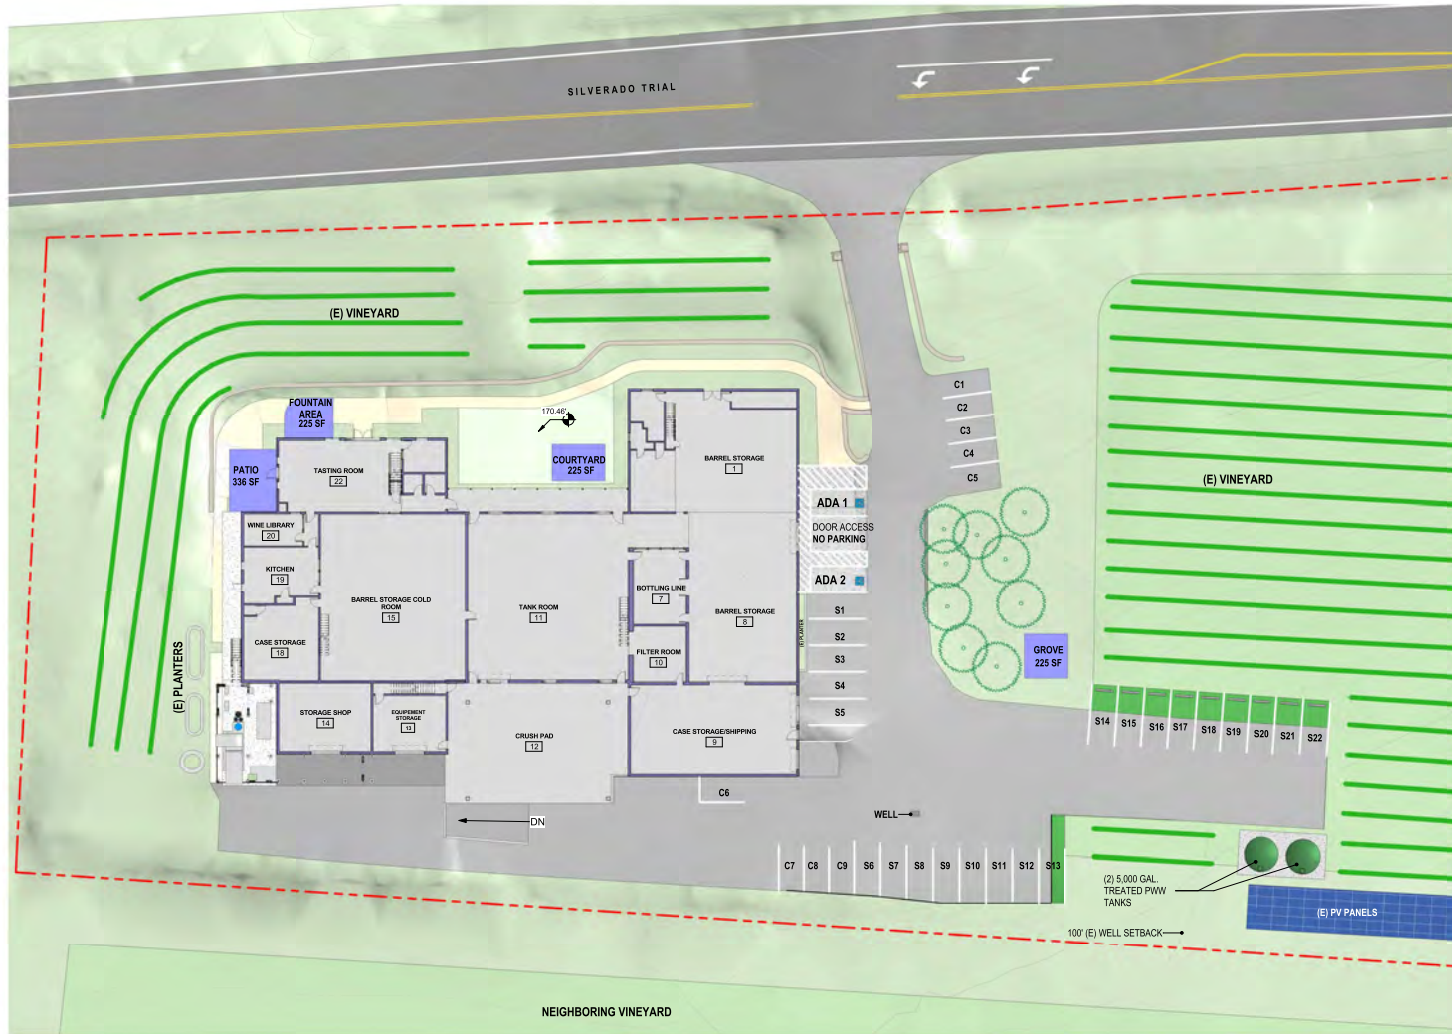 SILVERADO TRIAL
(E) VINEYARD
FOUNTAIN
AREA
225 SF
170.46'
PATIO
336 SF
TASTING ROOM
22
COURTYARD
225 SF
BARREL STORAGE
1
C1
C2
C3
C4
C5
(E) VINEYARD
ADA 1
DOOR ACCESS
NO PARKING
ADA 2
WINE LIBRARY
20
KITCHEN
19
CASE STORAGE
18
BARREL STORAGE COLD
ROOM
15
TANK ROOM
11
BOTTLING LINE
7
FILTER ROOM
10
BARREL STORAGE
8
(E) PLANTER
S1
S2
S3
S4
S5
GROVE
225 SF
(E) PLANTERS
STORAGE SHOP
14
EQUIPEMENT
STORAGE
13
CRUSH PAD
12
CASE STORAGE/SHIPPING
9
S14
S15
S16
S17
S18
S19
S20
S21
S22
C6
DN
WELL
C7
C8
C9
S6
S7
S8
S9
S10
S11
S12
S13
(2) 5,000 GAL.
TREATED PWW
TANKS
(E) PV PANELS
100' (E) WELL SETBACK
NEIGHBORING VINEYARD